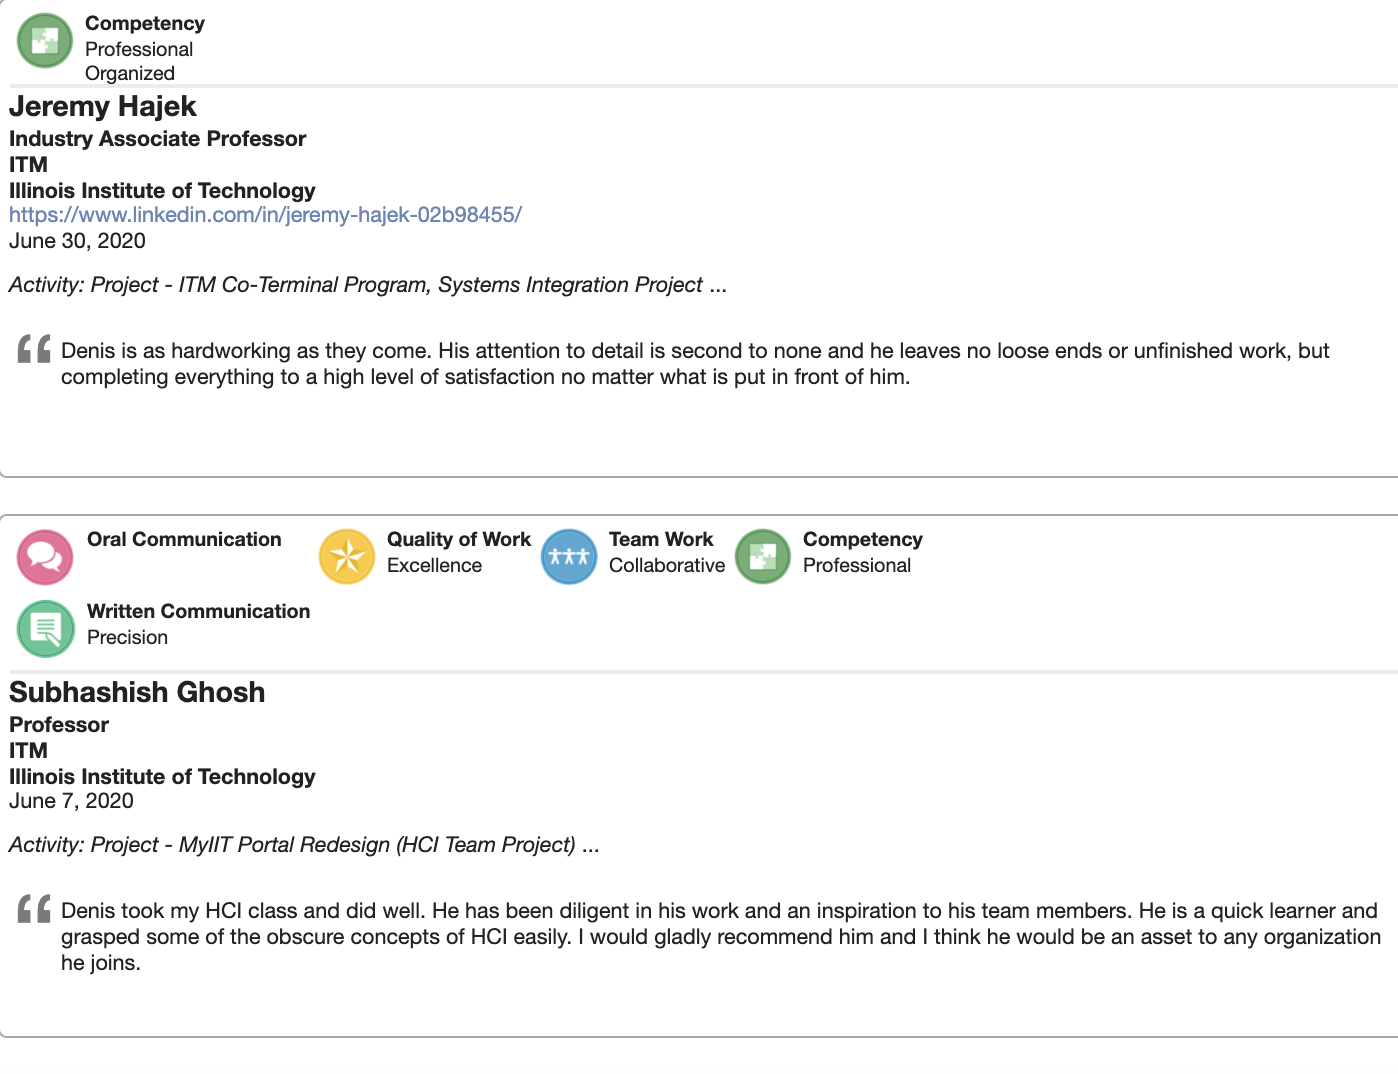 Competency
Professional
Organized
Jeremy Hajek
Industry Associate Professor
ITM
Illinois Institute of Technology
https://www.linkedin.com/in/jeremy-hajek-02b98455/
June 30, 2020
Activity: Project - ITM Co-Terminal Program, Systems Integration Project ...
Denis is as hardworking as they come. His attention to detail is second to none and he leaves no loose ends or unfinished work, but
completing everything to a high level of satisfaction no matter what is put in front of him.
Oral Communication
Quality of Work
Excellence
Team Work
Collaborative
Competency
Professional
Written Communication
Precision
Subhashish Ghosh
Professor
ITM
Illinois Institute of Technology
June 7, 2020
Activity: Project - MyIIT Portal Redesign (HCI Team Project) ...
Denis took my HCI class and did well. He has been diligent in his work and an inspiration to his team members. He is a quick learner and
grasped some of the obscure concepts of HCI easily. I would gladly recommend him and I think he would be an asset to any organization
he joins.